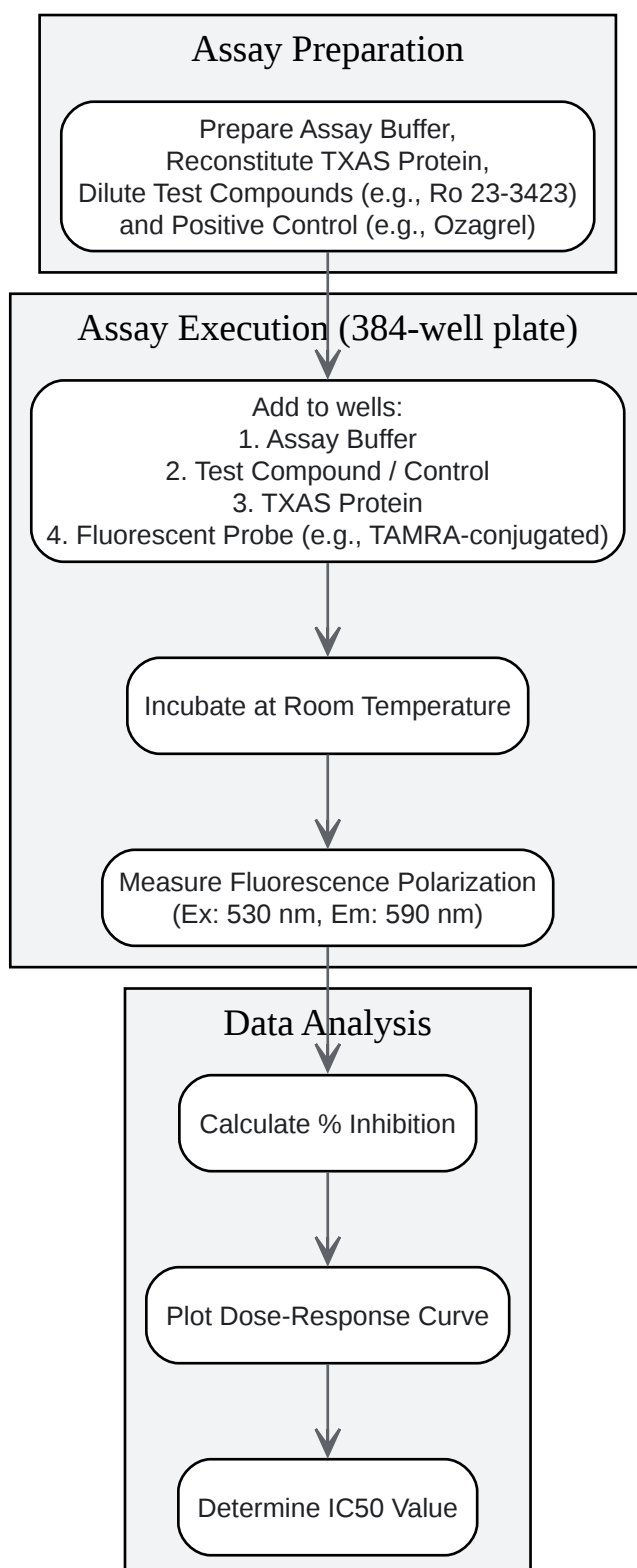 Assay Preparation
Prepare Assay Buffer,
Reconstitute TXAS Protein,
Dilute Test Compounds (e.g., Ro 23-3423)
and Positive Control (e.g., Ozagrel)
Assay Execution (384-well plate)
Add to wells:
1. Assay Buffer
2. Test Compound / Control
3. TXAS Protein
4. Fluorescent Probe (e.g., TAMRA-conjugated)
Incubate at Room Temperature
Measure Fluorescence Polarization
(Ex: 530 nm, Em: 590 nm)
Data Analysis
Calculate % Inhibition
Plot Dose-Response Curve
Determine IC50 Value